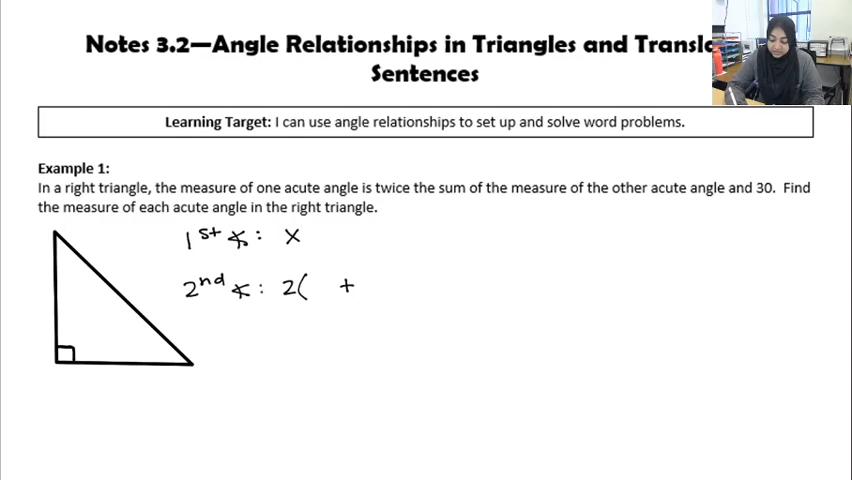 Notes 3.2—Angle Relationships in Triangles and
Sentences
Learning Target: I can use angle relationships to set up and solve word problems.
Example 1:
In a right triangle, the measure of one acute angle is twice the sum of the measure of the other acute angle and 30. Find
the measure of each acute angle in the right triangle.
1st ∡: x
2nd ∡: 2( +